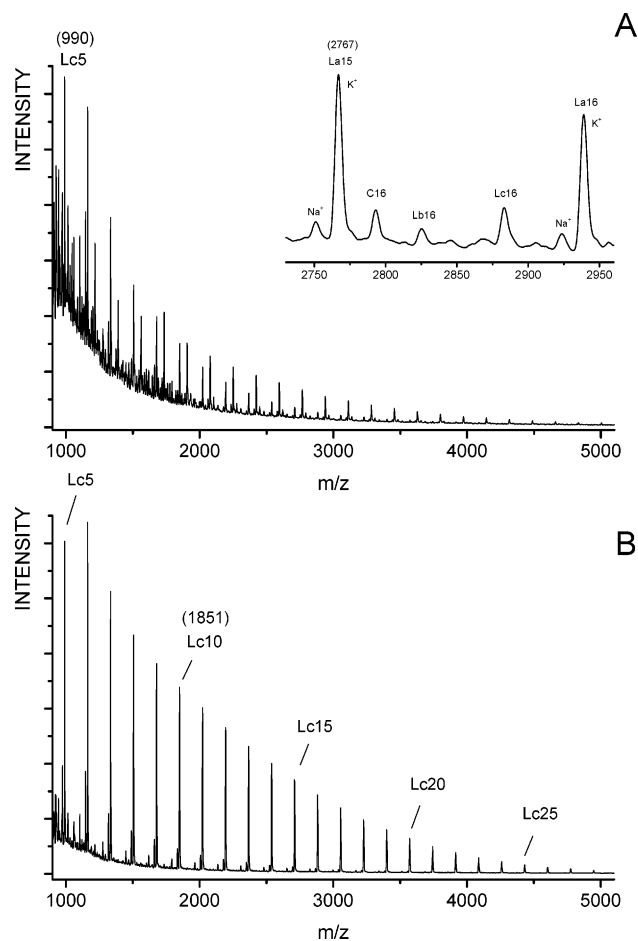 A
(990)
Lc5
INTENSITY
(2767)
La15
K⁺
La16
K⁺
C16
Na⁺
Lb16
Lc16
Na⁺
2750 2800 2850 2900 2950
1000 2000 3000 4000 5000
m/z
Lc5
B
INTENSITY
(1851)
Lc10
Lc15
Lc20
Lc25
1000 2000 3000 4000 5000
m/z